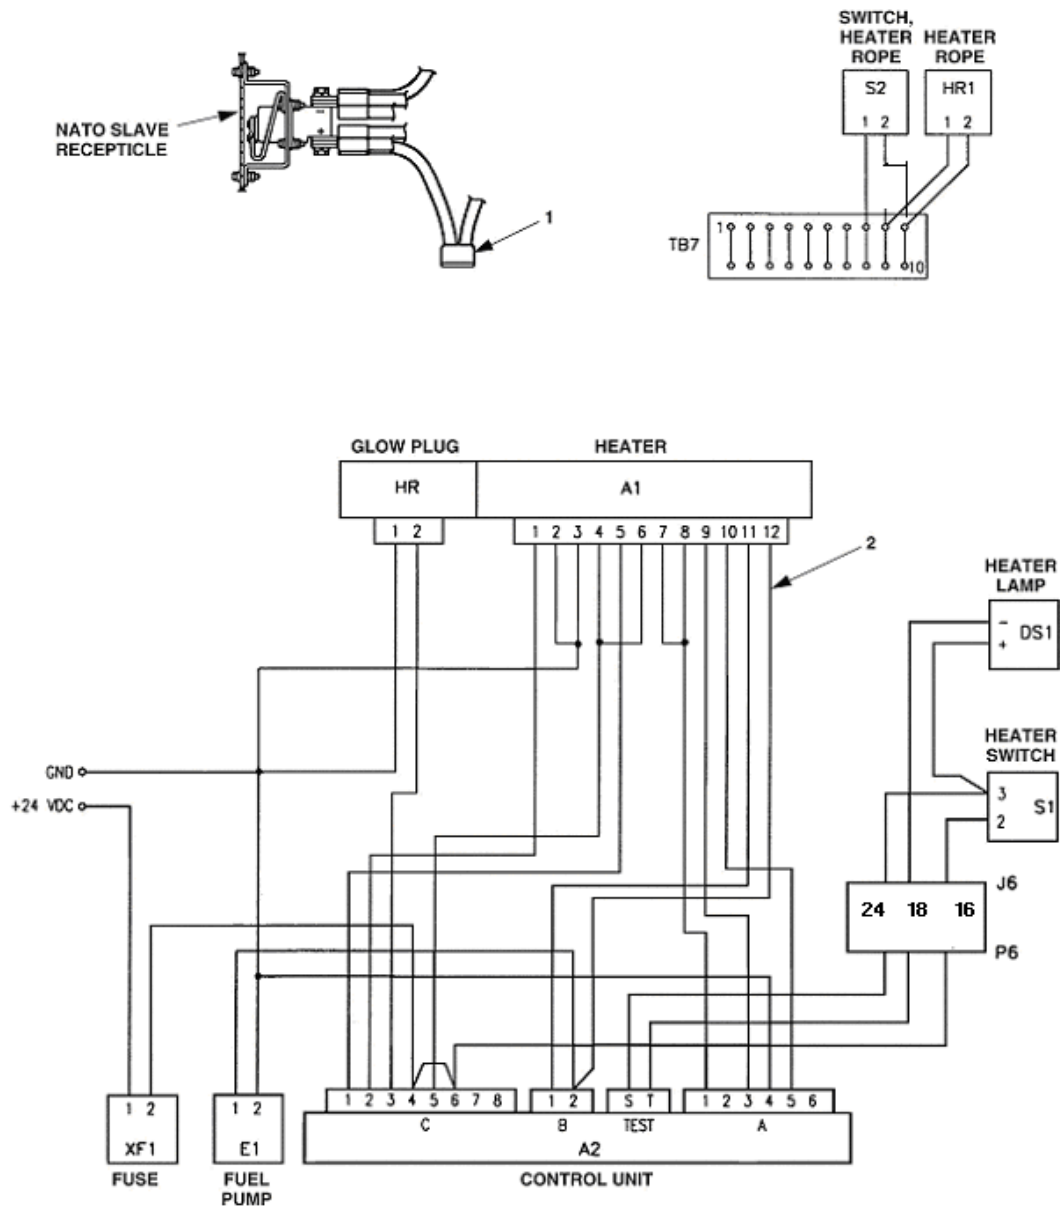 SWITCH,
HEATER
ROPE
HEATER
ROPE
S2
HR1
1 2
1 2
NATO SLAVE
RECEPTICLE
-
+
1
TB7
1
10
GLOW PLUG
HEATER
HR
A1
1 2
1 2 3 4 5 6 7 8 9 10 11 12
2
HEATER
LAMP
-
+
DS1
HEATER
SWITCH
3
2
S1
GND
+24 VDC
J6
24 18 16
P6
1 2
XF1
FUSE
1 2
E1
FUEL
PUMP
1 2 3 4 5 6 7 8
C
1 2
B
S T
TEST
1 2 3 4 5 6
A
A2
CONTROL UNIT